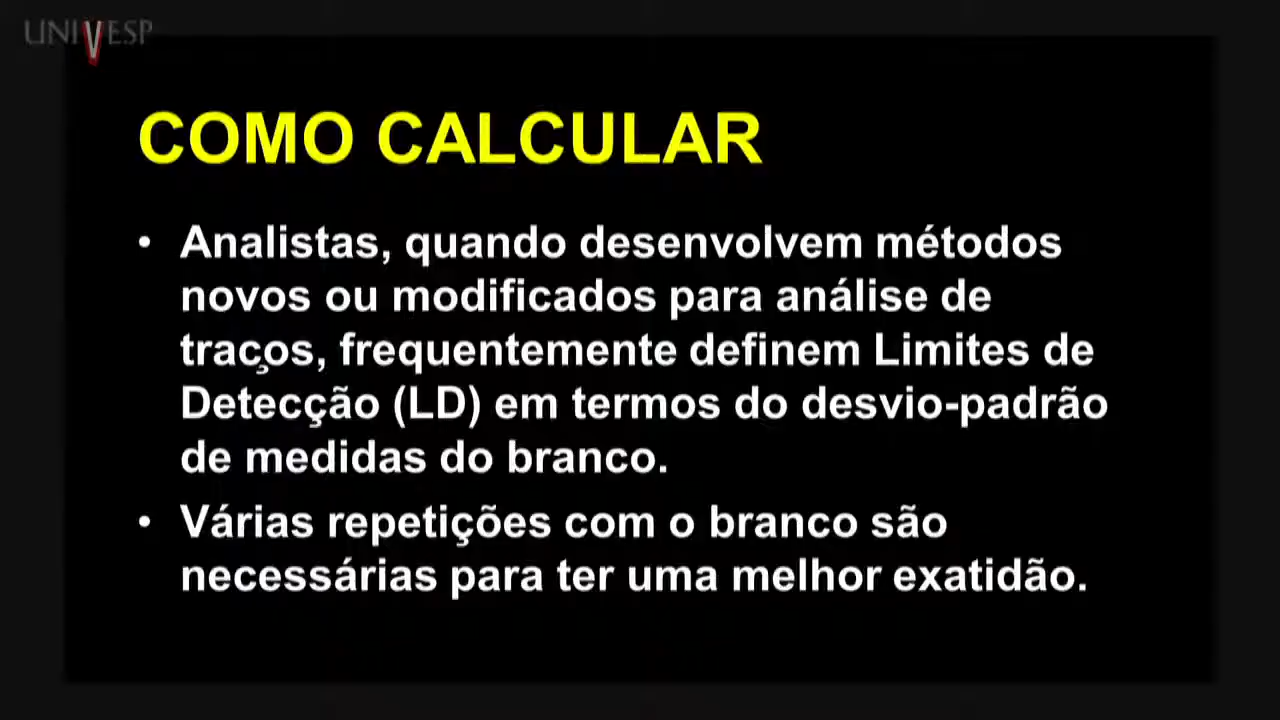 UNIVESP
COMO CALCULAR
• Analistas, quando desenvolvem métodos
novos ou modificados para análise de
traços, frequentemente definem Limites de
Detecção (LD) em termos do desvio-padrão
de medidas do branco.
• Várias repetições com o branco são
necessárias para ter uma melhor exatidão.